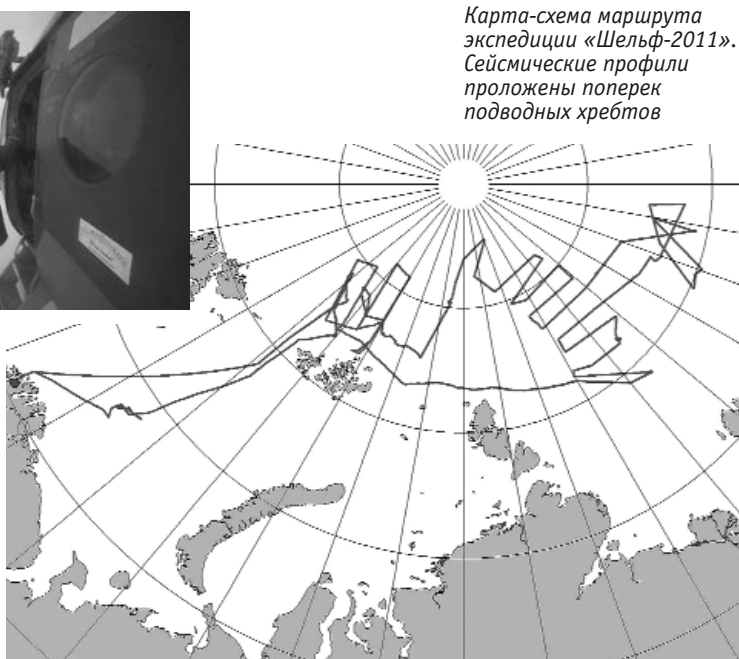 Карта-схема маршрута
экспедиции «Шельф-2011».
Сейсмические профили
проложены поперек
подводных хребтов